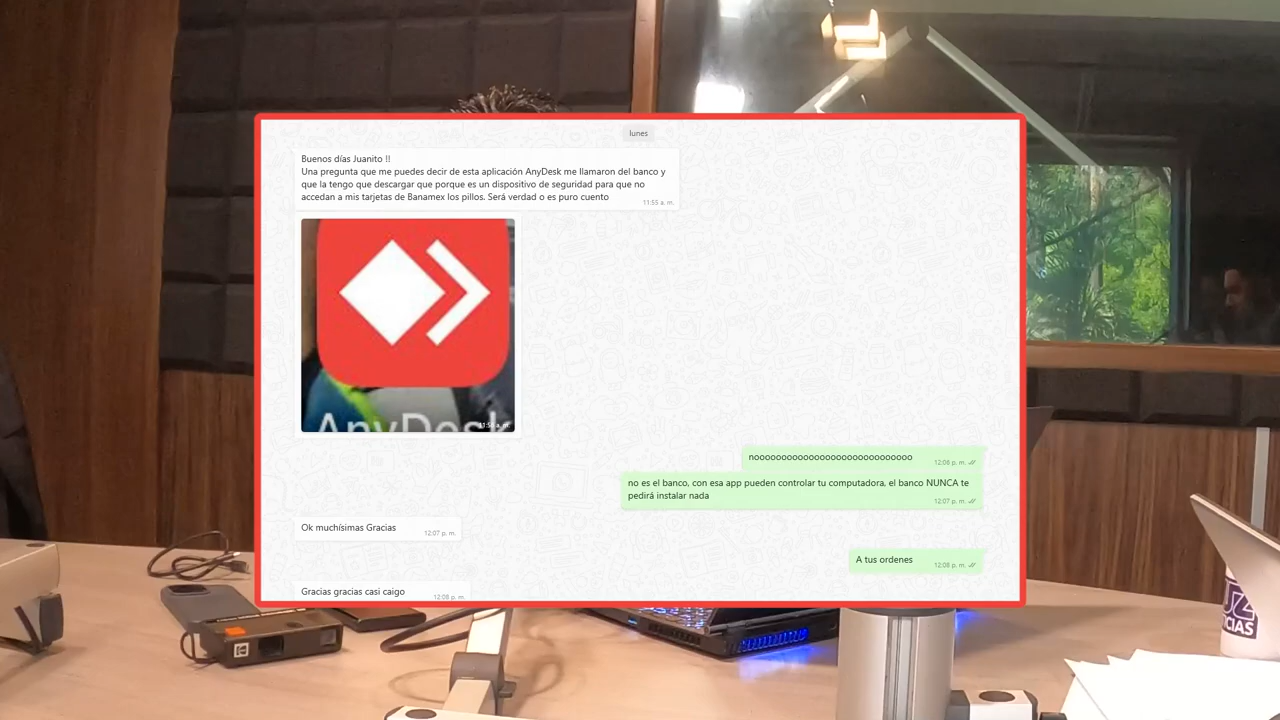 lunes
Buenos días Juanito !!
Una pregunta que me puedes decir de esta aplicación AnyDesk me llamaron del banco y
que la tengo que descargar que porque es un dispositivo de seguridad para que no
accedan a mis tarjetas de Banamex los pillos. Será verdad o es puro cuento
11:55 a. m.
AnyDesk
nooooooooooooooooooooooooooooo
12:08 p. m.
no es el banco, con esa app pueden controlar tu computadora, el banco NUNCA te
pedirá instalar nada
12:07 p. m.
Ok muchísimas Gracias
12:07 p. m.
A tus ordenes
12:08 p. m.
Gracias gracias casi caigo
12:08 p. m.